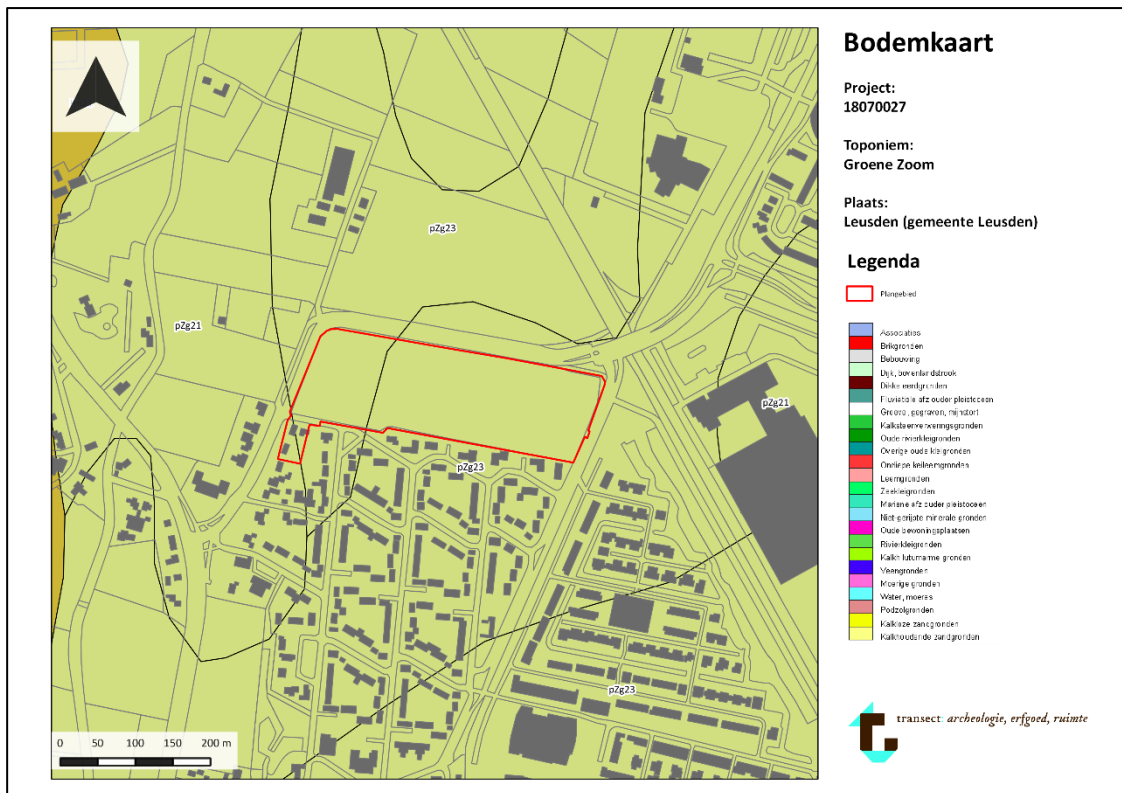 Bodemkaart
Project:
18070027
Toponiem:
Groene Zoom
Plaats:
Leusden (gemeente Leusden)
Legenda
Plangebied
Associaties
Brikgronden
Bebouwing
Dijk, bovenlandstrook
Dikke eerdgronden
Fluviatiele afz ouder pleistoceen
Groeve, gegraven, mijnstort
Kalksteenverweringsgronden
Oude rivierkleigronden
Overige oude kleigronden
Ondiepe keileemgronden
Leemgronden
Zeekleigronden
Mariene afz ouder pleistoceen
Niet-gerijpte minerale gronden
Oude bewoningsplaatsen
Rivierkleigronden
Kalkh lutumarme gronden
Veengronden
Moerige gronden
Water, moeras
Podzolgronden
Kalkloze zandgronden
Kalkhoudende zandgronden
transect: archeologie, erfgoed, ruimte
pZg23
pZg21
pZg21
pZg23
pZg23
0 50 100 150 200 m